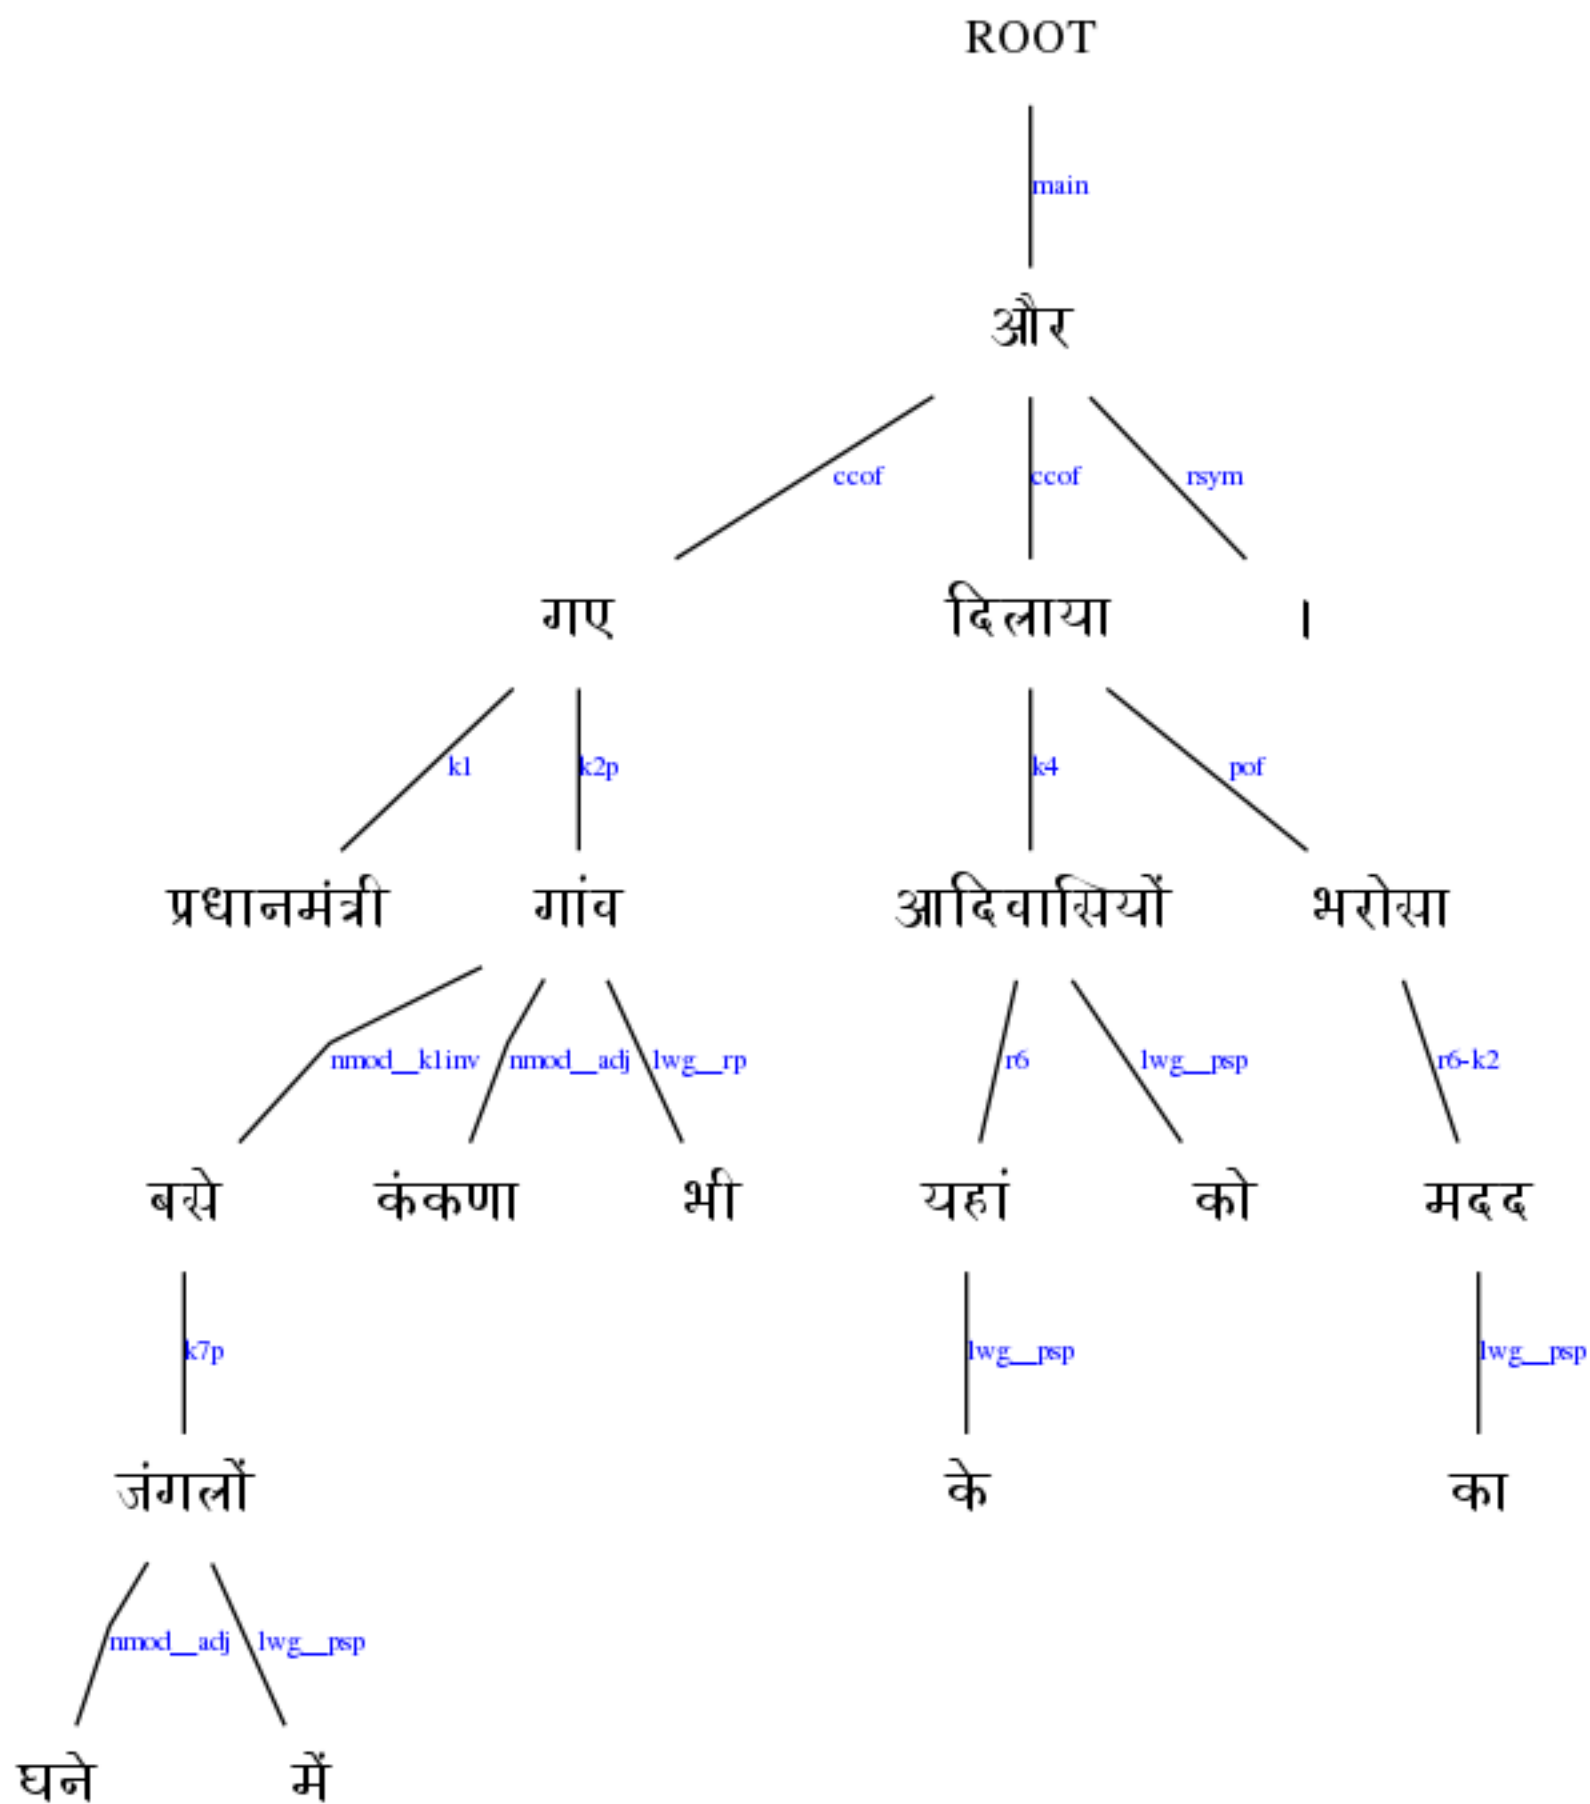 ROOT
main
और
ccof ccof rsym
गए दिलाया ।
k1 k2p k4 pof
प्रधानमंत्री गांव आदिवासियों भरोसा
nmod__k1inv nmod__adj lwg__rp r6 lwg__psp r6-k2
बसे कंकणा भी यहां को मदद
k7p lwg__psp lwg__psp
जंगलों के का
nmod__adj lwg__psp
घने में